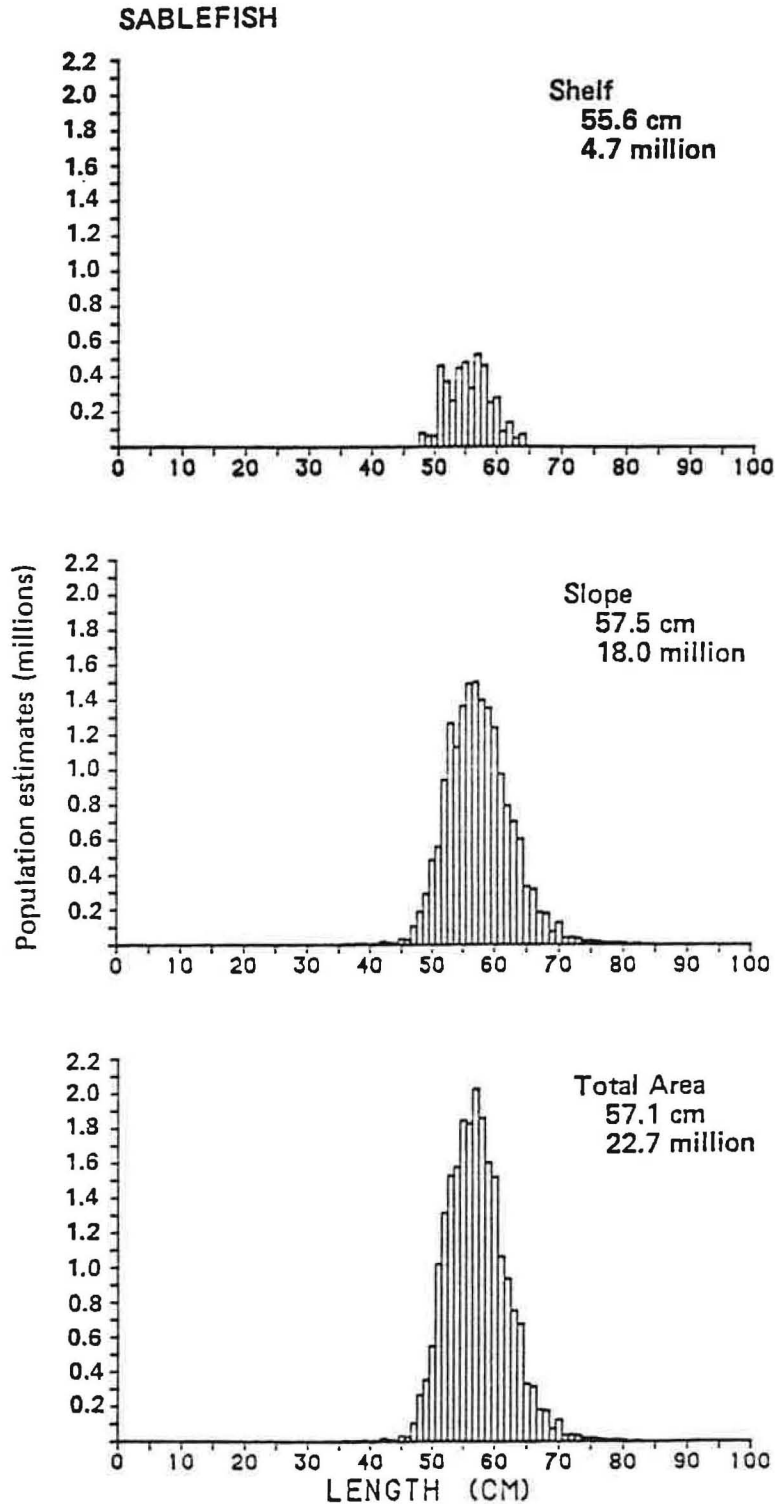 SABLEFISH
Shelf
55.6 cm
4.7 million
2.2
2.0
1.8
1.6
1.4
1.2
1.0
0.8
0.6
0.4
0.2
0 10 20 30 40 50 60 70 80 90 100
Population estimates (millions)
Slope
57.5 cm
18.0 million
2.2
2.0
1.8
1.6
1.4
1.2
1.0
0.8
0.6
0.4
0.2
0 10 20 30 40 50 60 70 80 90 100
Total Area
57.1 cm
22.7 million
2.2
2.0
1.8
1.6
1.4
1.2
1.0
0.8
0.6
0.4
0.2
0 10 20 30 40 50 60 70 80 90 100
LENGTH (CM)